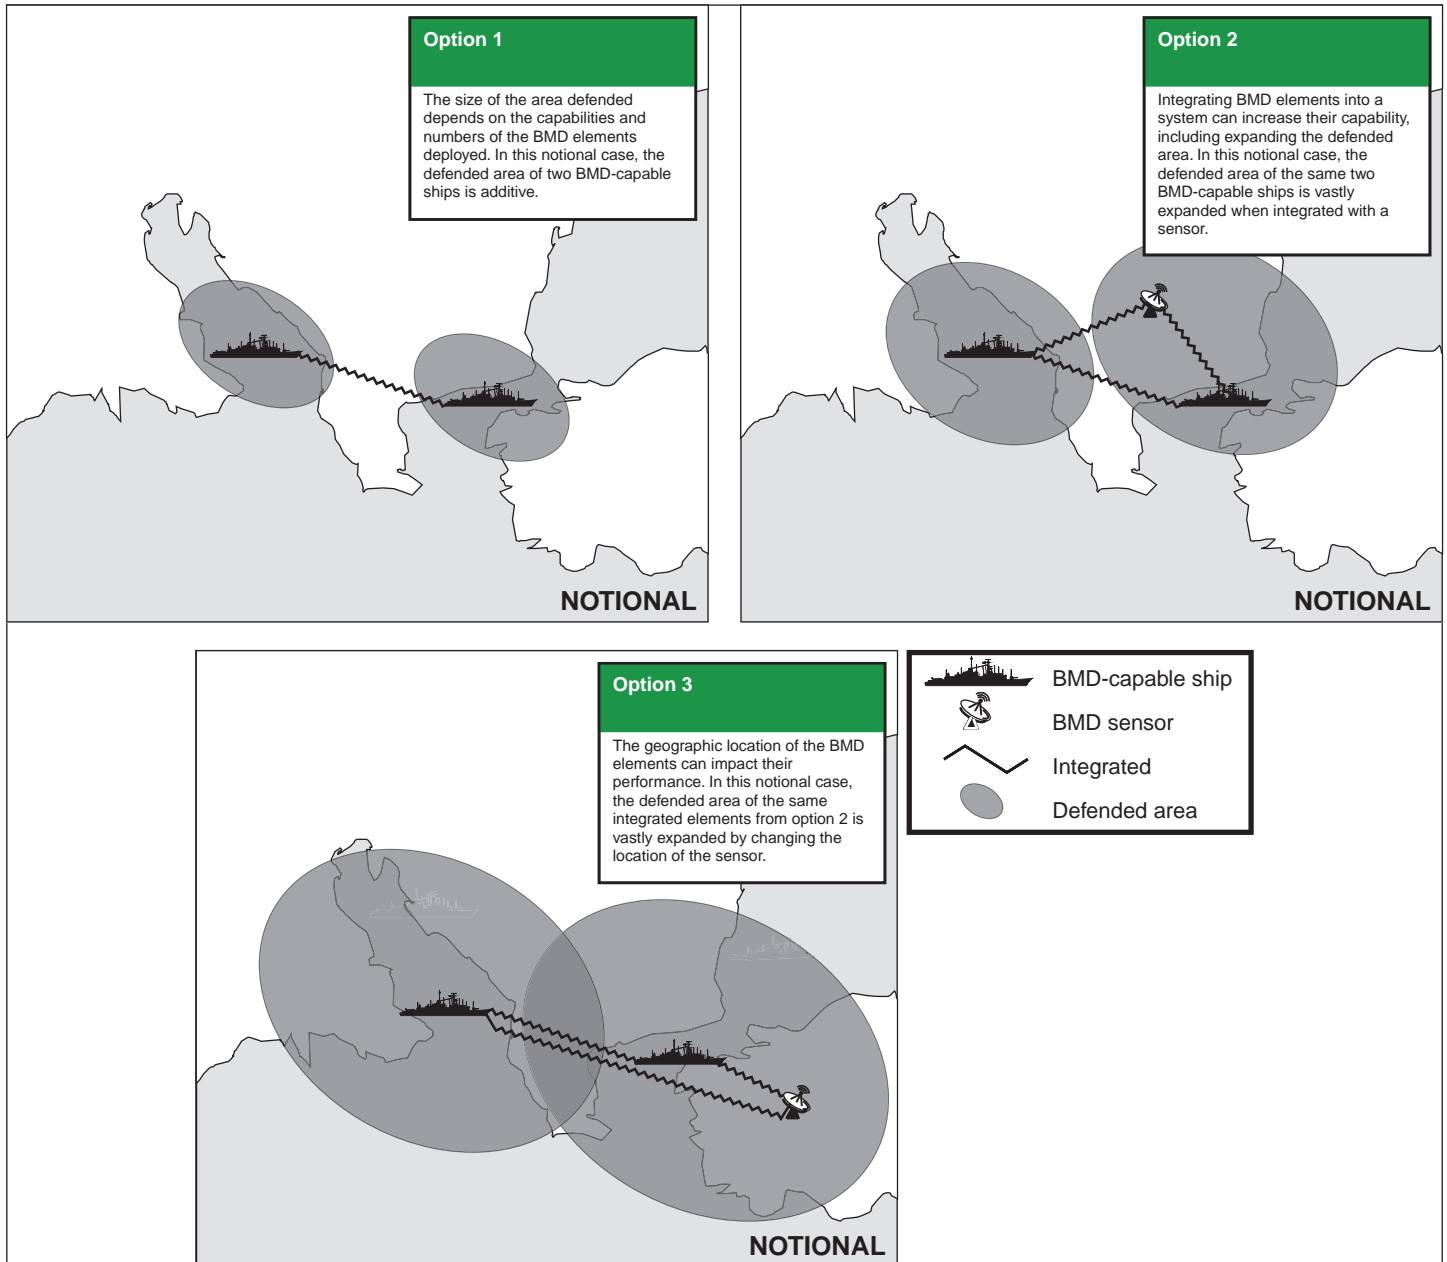 Option 1
The size of the area defended
depends on the capabilities and
numbers of the BMD elements
deployed. In this notional case, the
defended area of two BMD-capable
ships is additive.
NOTIONAL
Option 2
Integrating BMD elements into a
system can increase their capability,
including expanding the defended
area. In this notional case, the
defended area of the same two
BMD-capable ships is vastly
expanded when integrated with a
sensor.
NOTIONAL
Option 3
The geographic location of the BMD
elements can impact their
performance. In this notional case,
the defended area of the same
integrated elements from option 2 is
vastly expanded by changing the
location of the sensor.
NOTIONAL
BMD-capable ship
BMD sensor
Integrated
Defended area